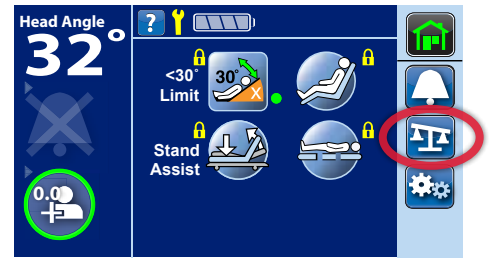 Head Angle
32°
?
<30°
Limit
30°
X
Stand
Assist
0.0